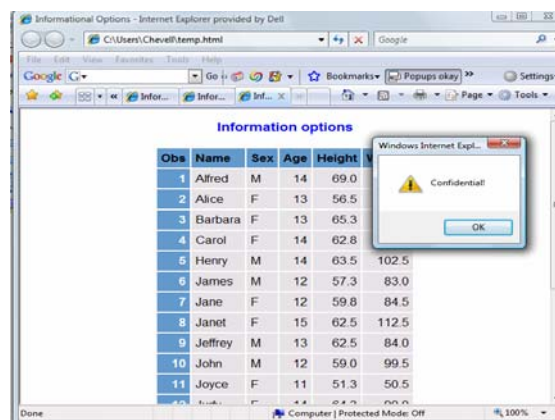 Informational Options - Internet Explorer provided by Dell
C:\Users\Chevell\temp.html
Google
File Edit View Favorites Tools Help
Google G Go Bookmarks Popups okay >> Settings
« Infor... Infor... Inf... X Page Tools
Information options
Obs Name Sex Age Height
1 Alfred M 14 69.0
2 Alice F 13 56.5
3 Barbara F 13 65.3
4 Carol F 14 62.8
5 Henry M 14 63.5 102.5
6 James M 12 57.3 83.0
7 Jane F 12 59.8 84.5
8 Janet F 15 62.5 112.5
9 Jeffrey M 13 62.5 84.0
10 John M 12 59.0 99.5
11 Joyce F 11 51.3 50.5
Windows Internet Expl...
Confidential!
OK
Done
Computer | Protected Mode: Off
100%